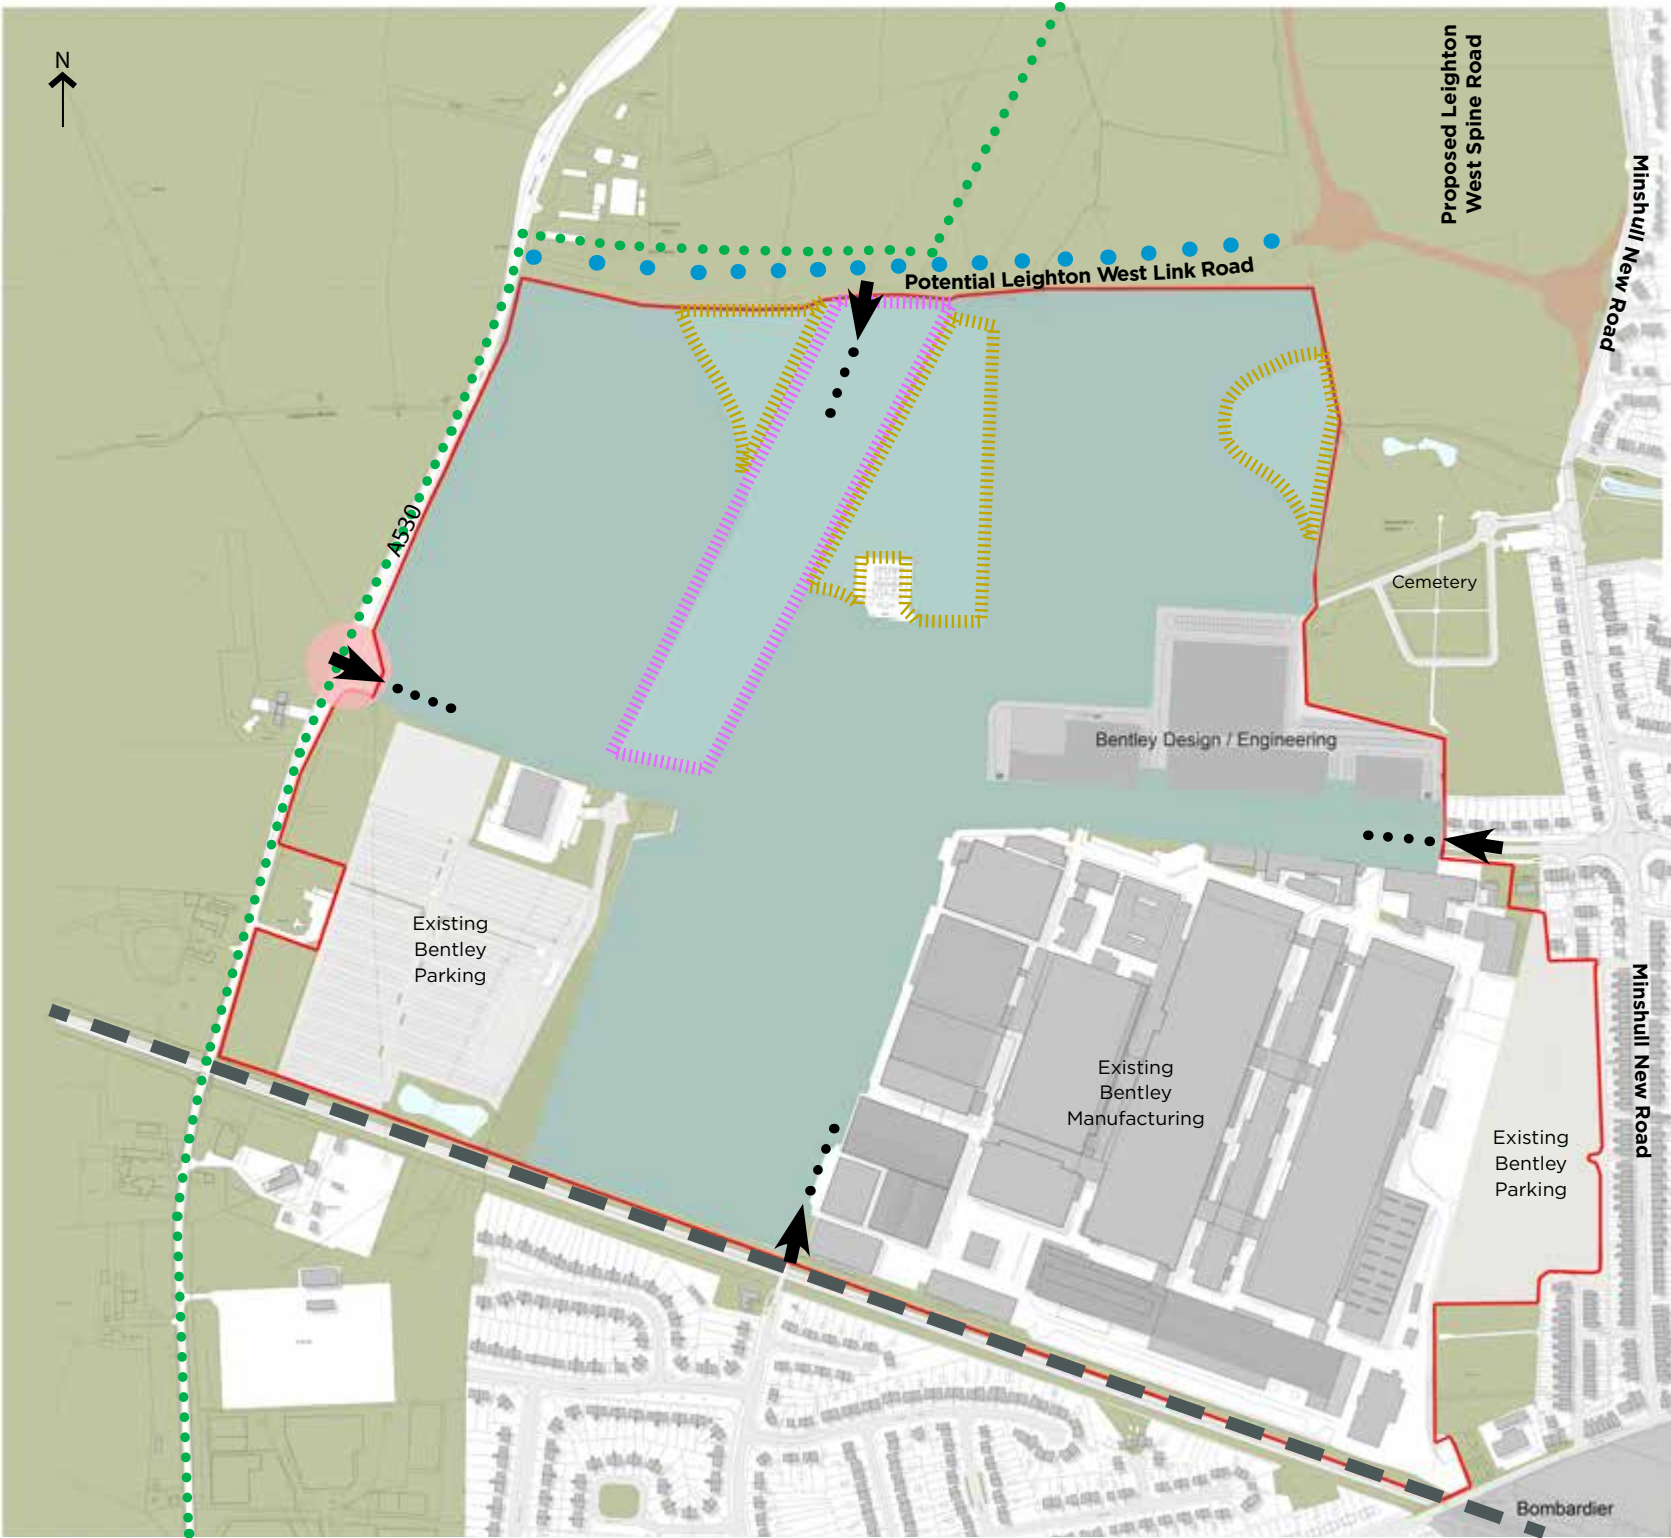 N
Proposed Leighton
West Spine Road
Minshull New Road
Potential Leighton West Link Road
A530
Cemetery
Bentley Design / Engineering
Existing
Bentley
Parking
Existing
Bentley
Manufacturing
Existing
Bentley
Parking
Minshull New Road
Bombardier